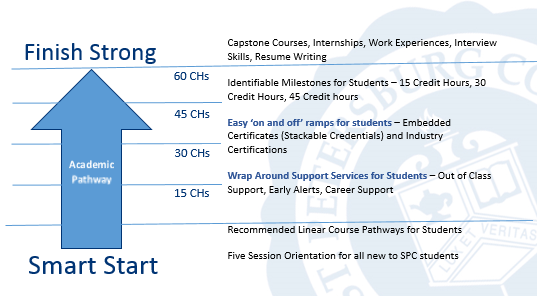 Finish Strong
Capstone Courses, Internships, Work Experiences, Interview
Skills, Resume Writing
60 CHs
Identifiable Milestones for Students – 15 Credit Hours, 30
Credit Hours, 45 Credit hours
45 CHs
Easy ‘on and off’ ramps for students – Embedded
Certificates (Stackable Credentials) and Industry
Certifications
30 CHs
Academic
Pathway
Wrap Around Support Services for Students – Out of Class
Support, Early Alerts, Career Support
15 CHs
Recommended Linear Course Pathways for Students
Smart Start
Five Session Orientation for all new to SPC students
VERITAS